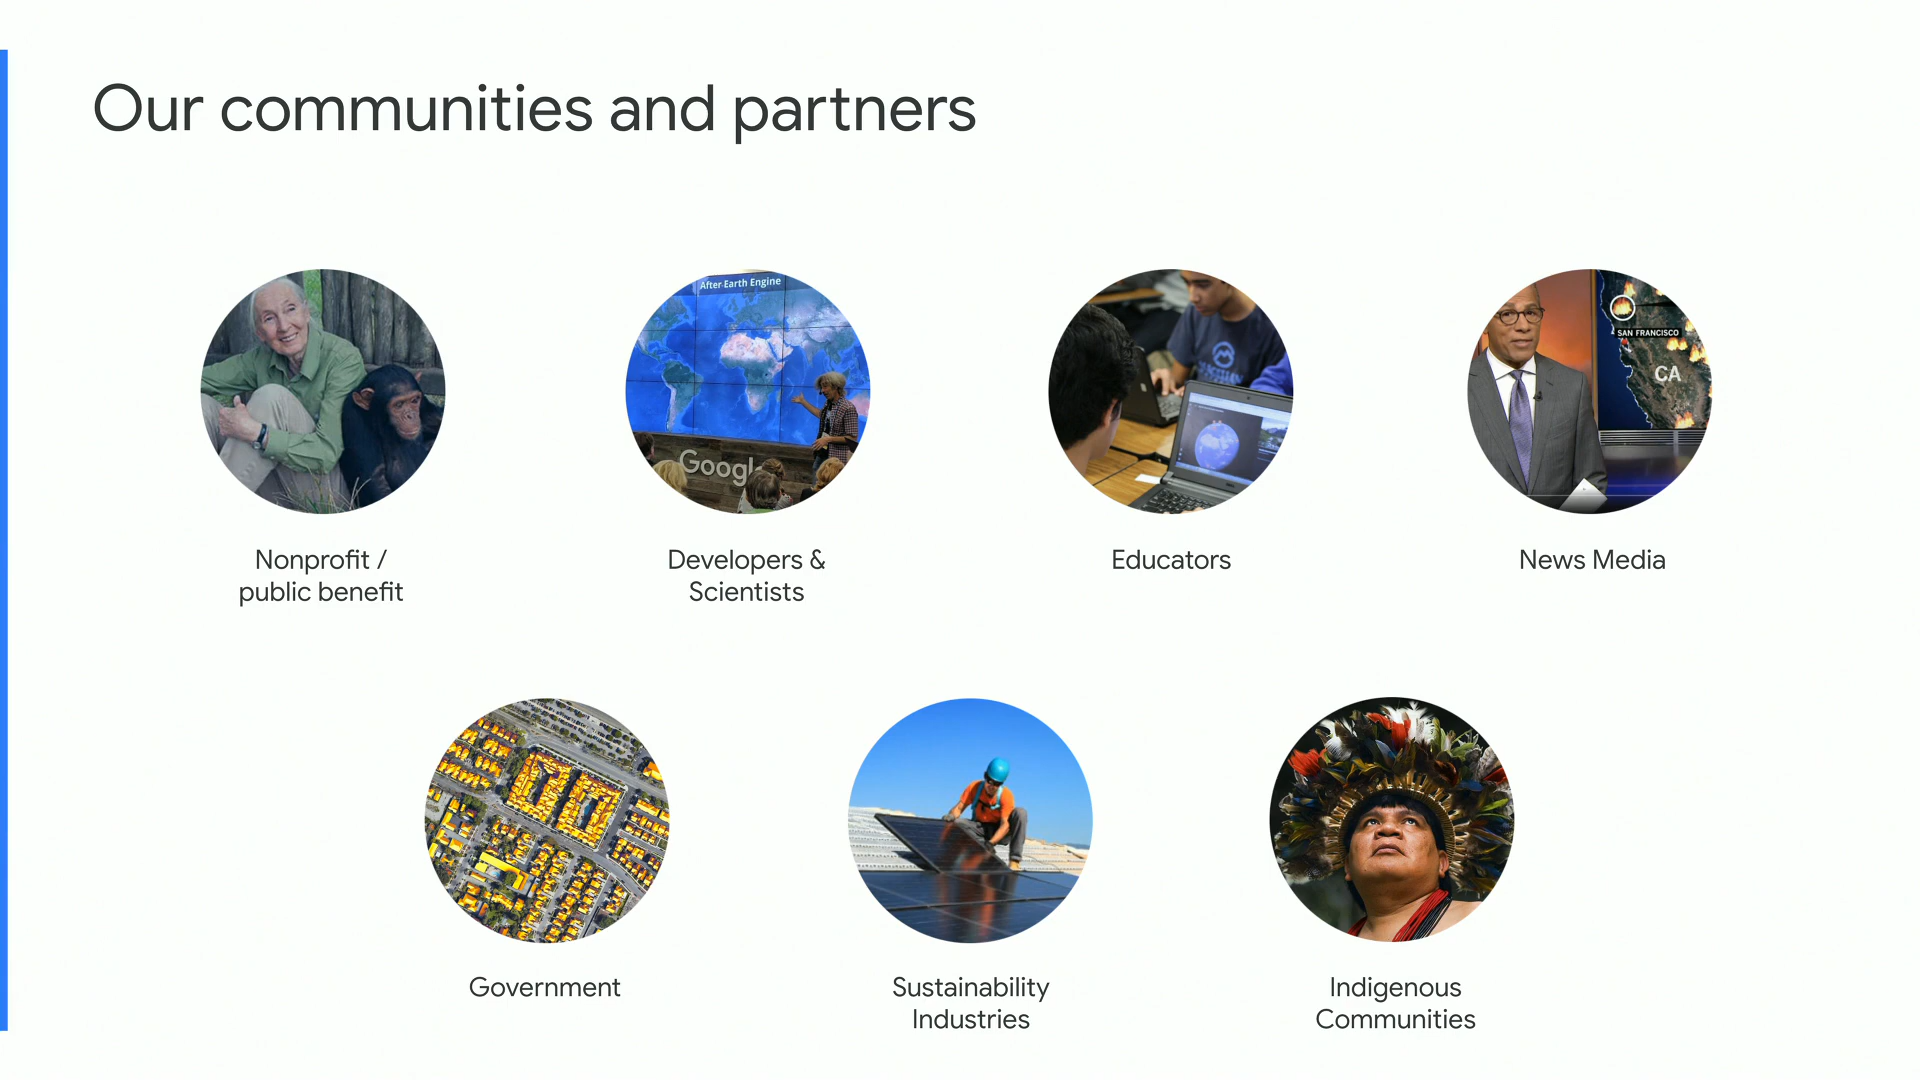 Our communities and partners
After Earth Engine
Google
SAN FRANCISCO
CA
Nonprofit /
public benefit
Developers &
Scientists
Educators
News Media
Government
Sustainability
Industries
Indigenous
Communities